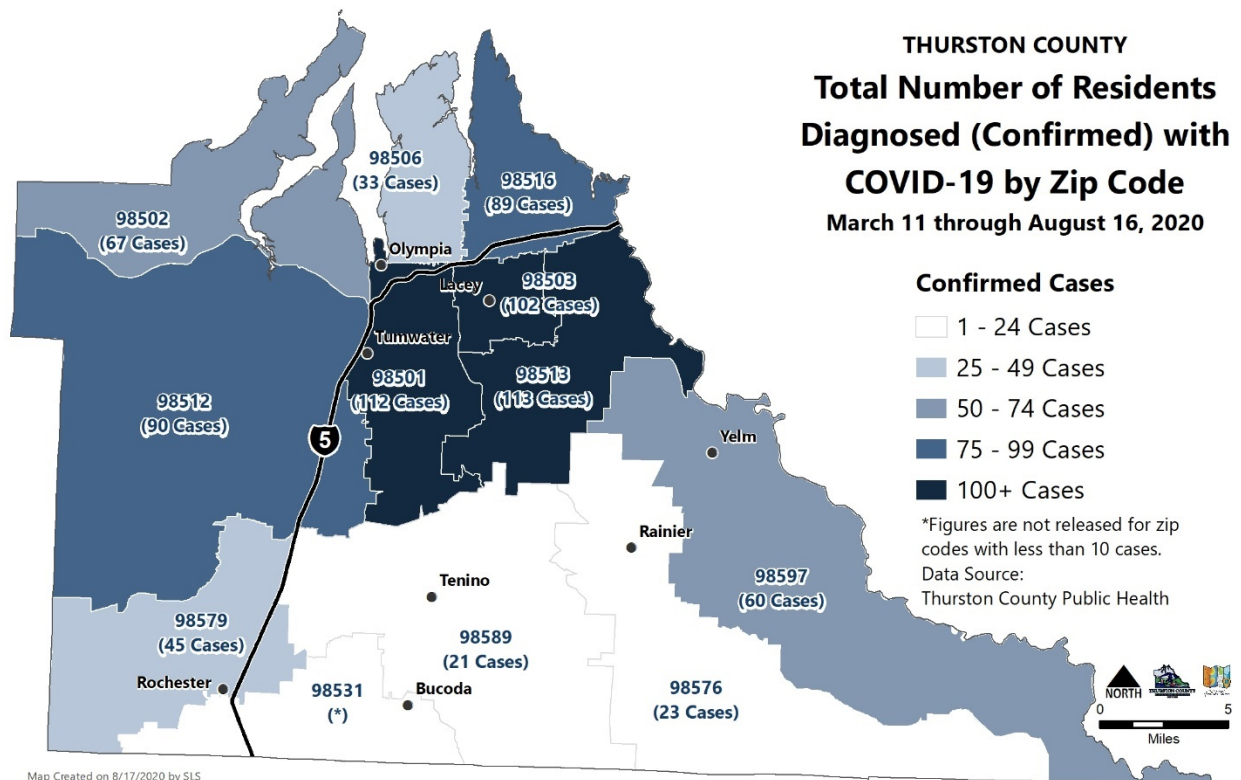 THURSTON COUNTY
Total Number of Residents
Diagnosed (Confirmed) with
COVID-19 by Zip Code
March 11 through August 16, 2020
98506
(33 Cases)
98516
(89 Cases)
98502
(67 Cases)
Olympia
Lacey
98503
(102 Cases)
Tumwater
98501
(112 Cases)
98513
(113 Cases)
98512
(90 Cases)
5
Yelm
Rainier
Tenino
98597
(60 Cases)
98579
(45 Cases)
98589
(21 Cases)
Rochester
98531
(*)
Bucoda
98576
(23 Cases)
Confirmed Cases
1 - 24 Cases
25 - 49 Cases
50 - 74 Cases
75 - 99 Cases
100+ Cases
*Figures are not released for zip
codes with less than 10 cases.
Data Source:
Thurston County Public Health
NORTH
THURSTON COUNTY
0 5
Miles
Map Created on 8/17/2020 by SLS